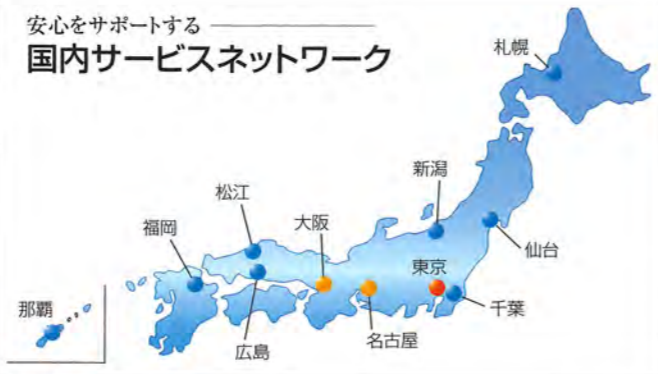 安心をサポートする
国内サービスネットワーク
札幌
新潟
松江
大阪
福岡
仙台
東京
那覇
千葉
名古屋
広島